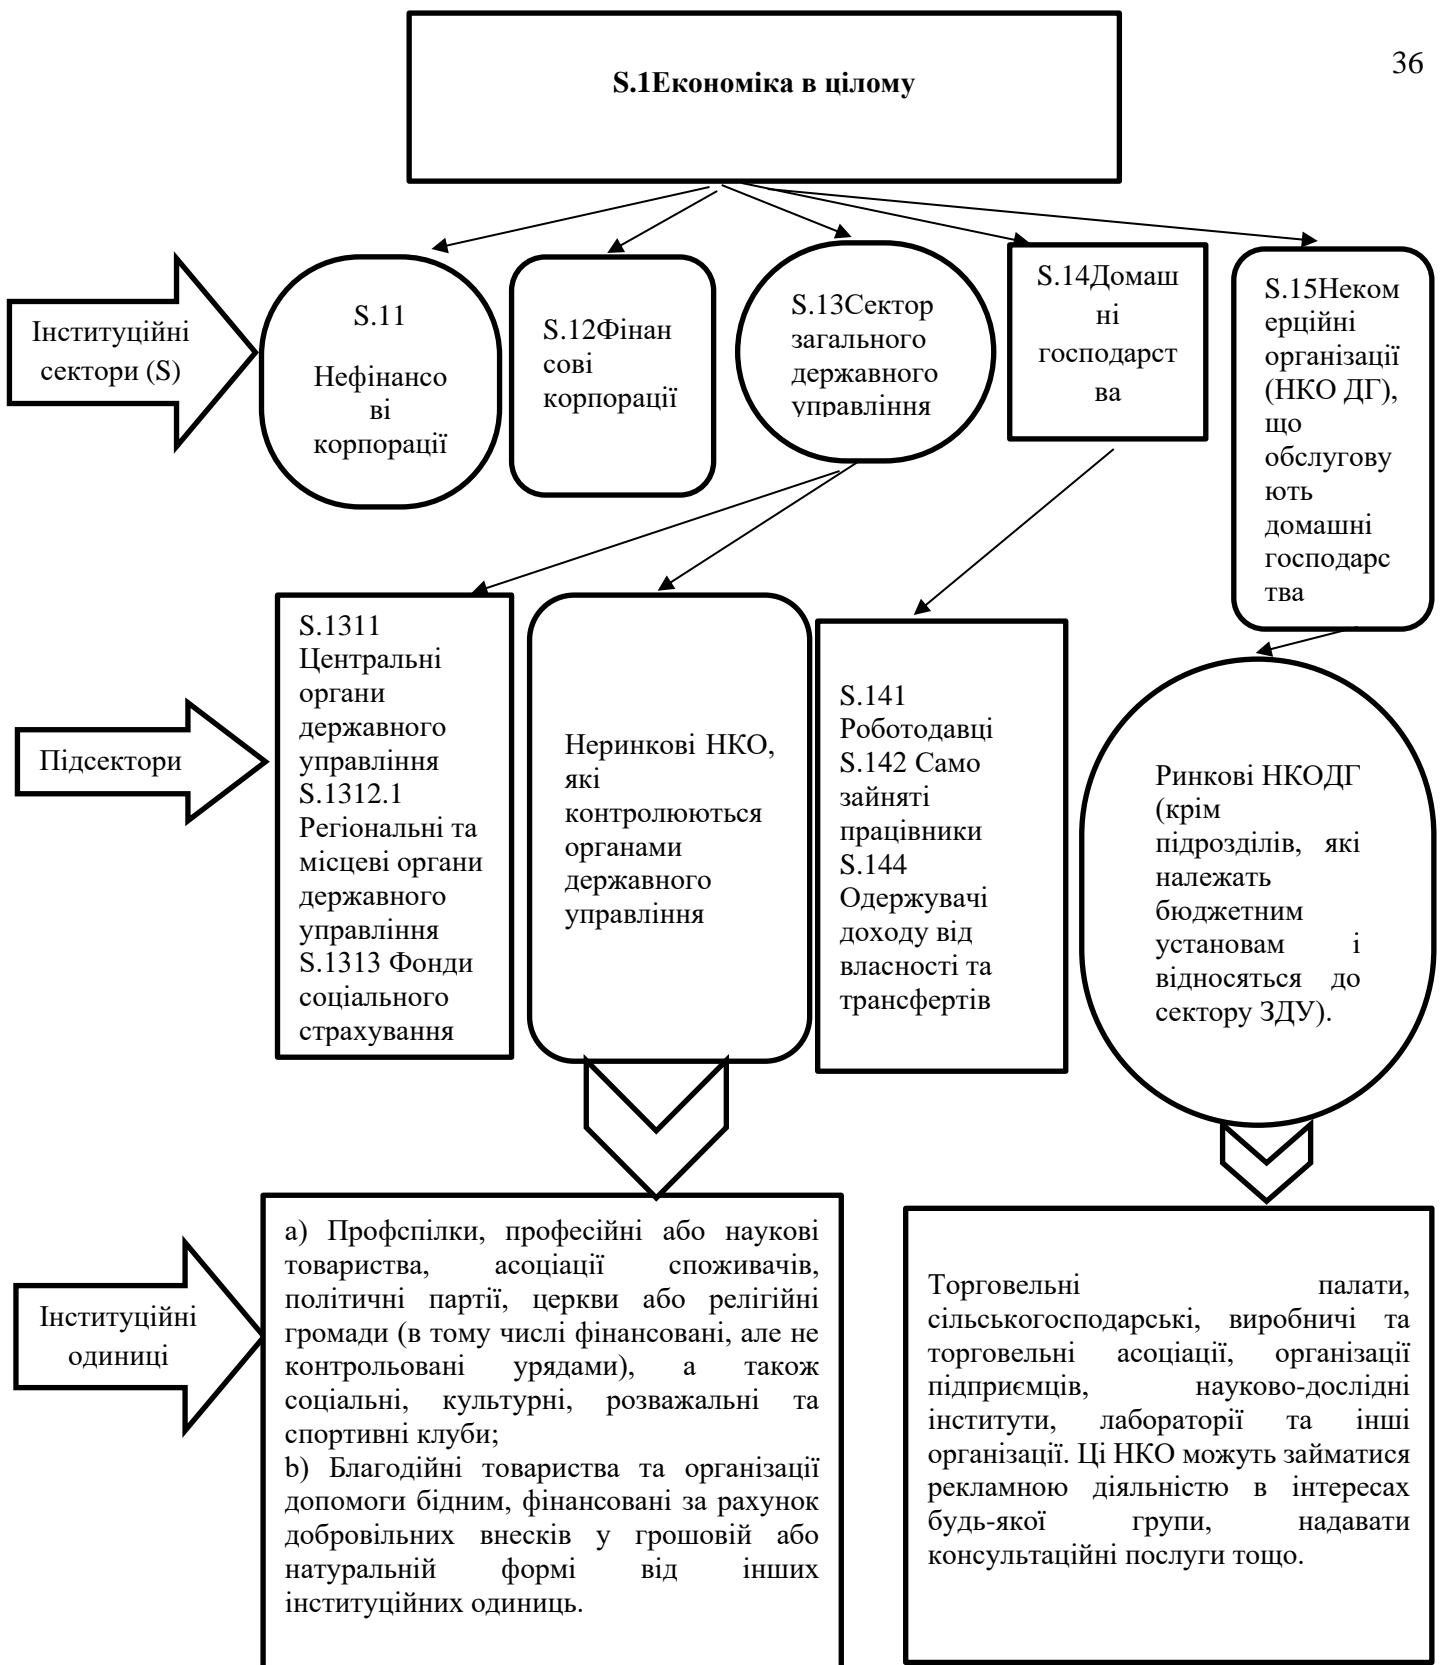 36
S.1Економіка в цілому
Інституційні
сектори (S)
S.11
Нефінансо
ві
корпорації
S.12Фінан
сові
корпорації
S.13Сектор
загального
державного
управління
S.14Домаш
ні
господарст
ва
S.15Неком
ерційні
організації
(НКО ДГ),
що
обслугову
ють
домашні
господарс
тва
Підсектори
S.1311
Центральні
органи
державного
управління
S.1312.1
Регіональні та
місцеві органи
державного
управління
S.1313 Фонди
соціального
страхування
Неринкові НКО,
які
контролюються
органами
державного
управління
S.141
Роботодавці
S.142 Само
зайняті
працівники
S.144
Одержувачі
доходу від
власності та
трансфертів
Ринкові НКОДГ
(крім
підрозділів, які
належать
бюджетним
установам і
відносяться до
сектору ЗДУ).
Інституційні
одиниці
a) Профспілки, професійні або наукові
товариства, асоціації споживачів,
політичні партії, церкви або релігійні
громади (в тому числі фінансовані, але не
контрольовані урядами), а також
соціальні, культурні, розважальні та
спортивні клуби;
b) Благодійні товариства та організації
допомоги бідним, фінансовані за рахунок
добровільних внесків у грошовій або
натуральній формі від інших
інституційних одиниць.
Торговельні палати,
сільськогосподарські, виробничі та
торговельні асоціації, організації
підприємців, науково-дослідні
інститути, лабораторії та інші
організації. Ці НКО можуть займатися
рекламною діяльністю в інтересах
будь-якої групи, надавати
консультаційні послуги тощо.